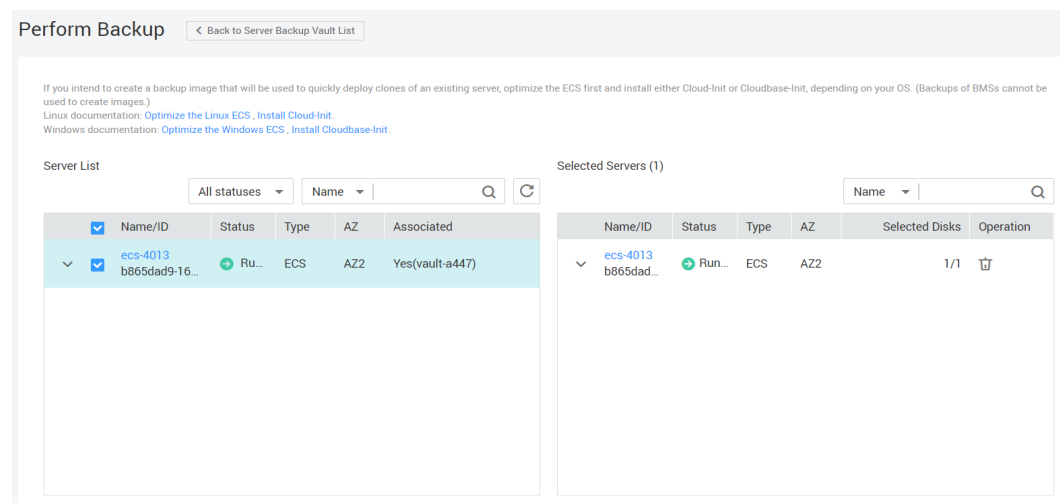 Perform Backup
Back to Server Backup Vault List
If you intend to create a backup image that will be used to quickly deploy clones of an existing server, optimize the ECS first and install either Cloud-Init or Cloudbase-Init, depending on your OS. (Backups of BMSs cannot be
used to create images.)
Linux documentation: Optimize the Linux ECS , Install Cloud-Init.
Windows documentation: Optimize the Windows ECS , Install Cloudbase-Init.
Server List
All statuses Name
Name/ID Status Type AZ Associated
ecs-4013
b865dad9-16... Ru... ECS AZ2 Yes(vault-a447)
Selected Servers (1)
Name
Name/ID Status Type AZ Selected Disks Operation
ecs-4013
b865dad... Run... ECS AZ2 1/1